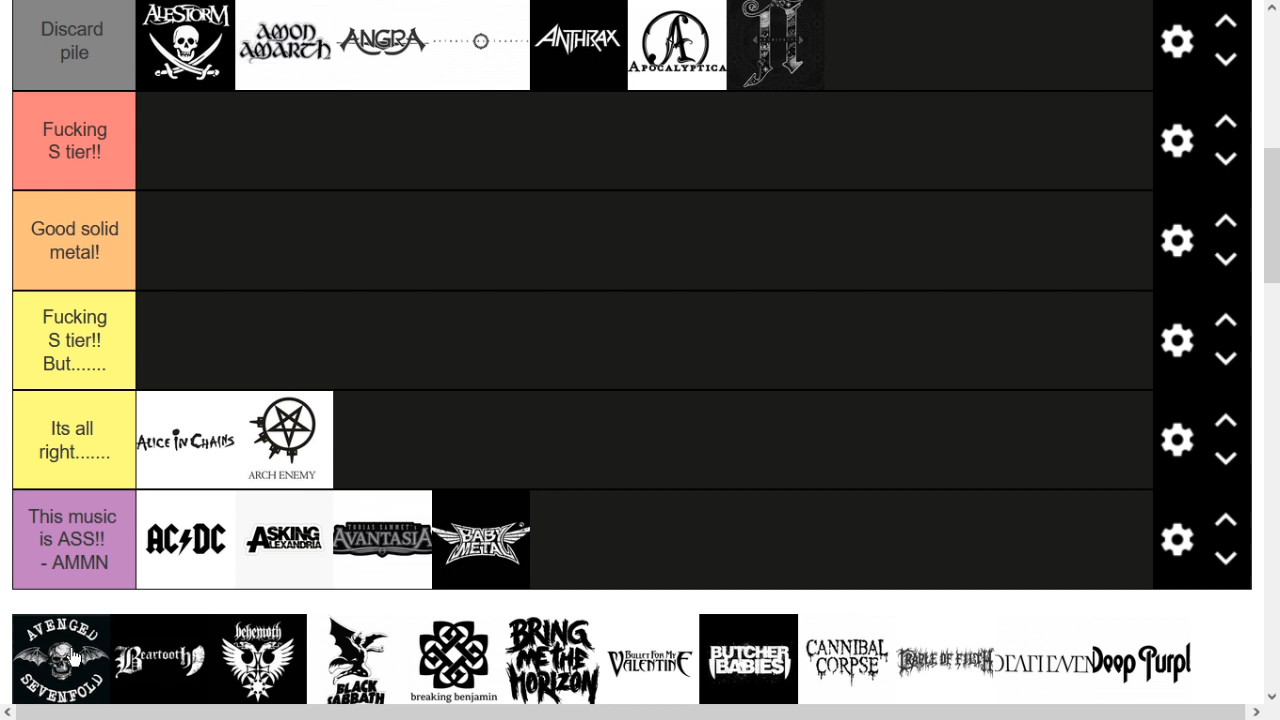 Discard
pile
ALESTORM
AMON
AMARTH
ANGRA
ANTHRAX
APOCALYPTICA
Fucking
S tier!!
Good solid
metal!
Fucking
S tier!!
But.......
Its all
right.......
ALICE IN CHAINS
ARCH ENEMY
This music
is ASS!!
- AMMN
AC DC
ASKING
ALEXANDRIA
TOBIAS SAMMET'S
AVANTASIA
BABY
METAL
AVENGED
SEVENFOLD
Beartooth
behemoth
BLACK
SABBATH
breaking benjamin
BRING
ME THE
HORIZON
BULLET FOR MY
VALENTINE
BUTCHER
BABIES
CANNIBAL
CORPSE
CRADLE OF FILTH
DEAFHEAVEN
Deep Purpl